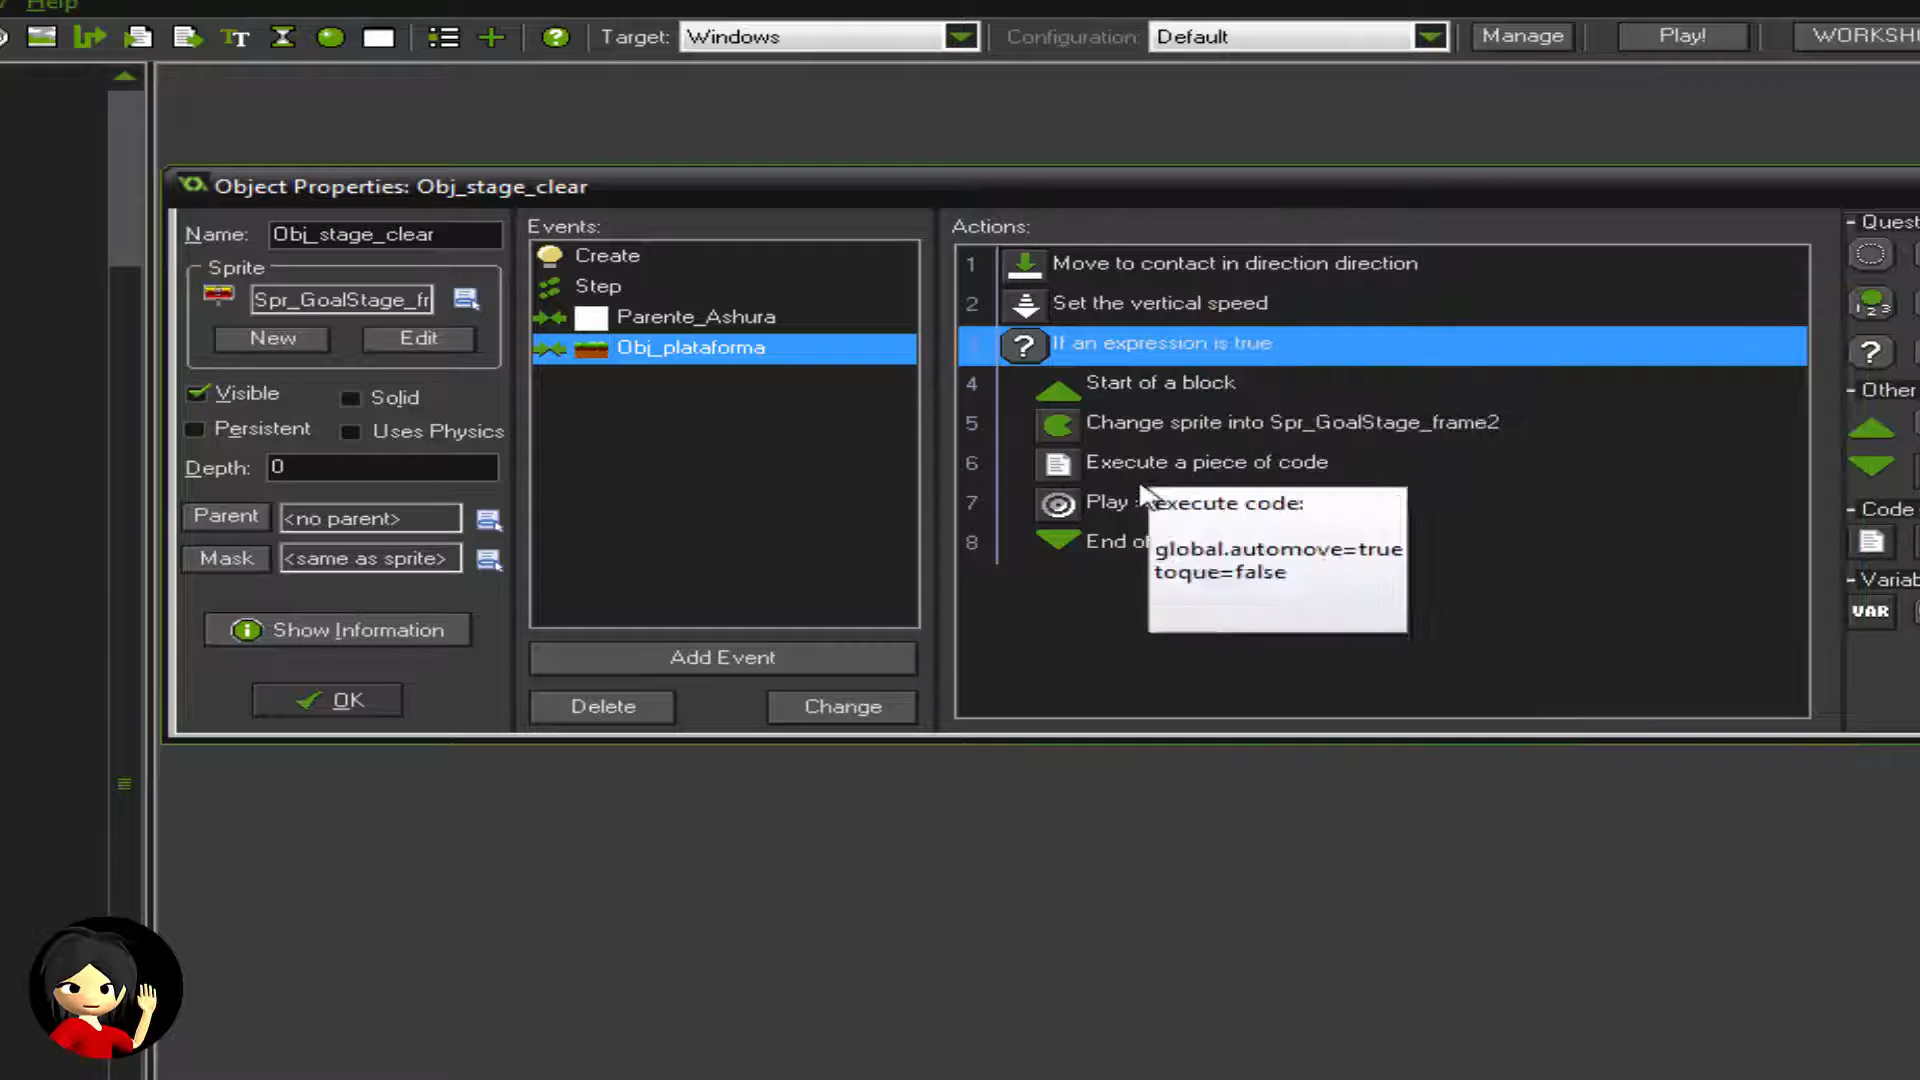 Help
TT
Target:
Windows
Configuration:
Default
Manage
Play!
Object Properties: Obj_stage_clear
Name:
Obj_stage_clear
Sprite
Spr_GoalStage_fr
New
Edit
Visible
Solid
Persistent
Uses Physics
Depth:
0
Parent
<no parent>
Mask
<same as sprite>
Show Information
OK
Events:
Create
Step
Parente_Ashura
Obj_plataforma
Add Event
Delete
Change
Actions:
1 Move to contact in direction direction
2 Set the vertical speed
? If an expression is true
4 Start of a block
5 Change sprite into Spr_GoalStage_frame2
6 Execute a piece of code
7 Play
8 End of
execute code:
global.automove=true
toque=false
- Quest
1 2 3
?
- Other
- Code
- Variab
VAR